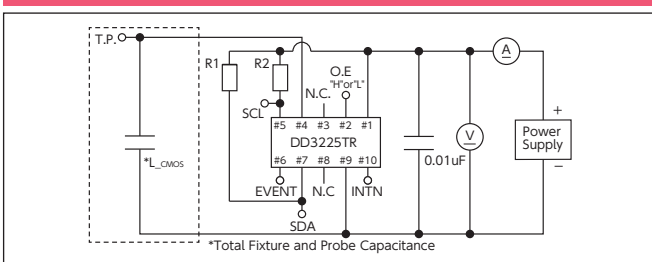 T.P.
R1
R2
O.E
"H"or"L"
N.C.
SCL
A
#5 #4 #3 #2 #1
DD3225TR
#6 #7 #8 #9 #10
*L_CMOS
EVENT
N.C
INTN
SDA
0.01uF
V
+
Power
Supply
−
*Total Fixture and Probe Capacitance